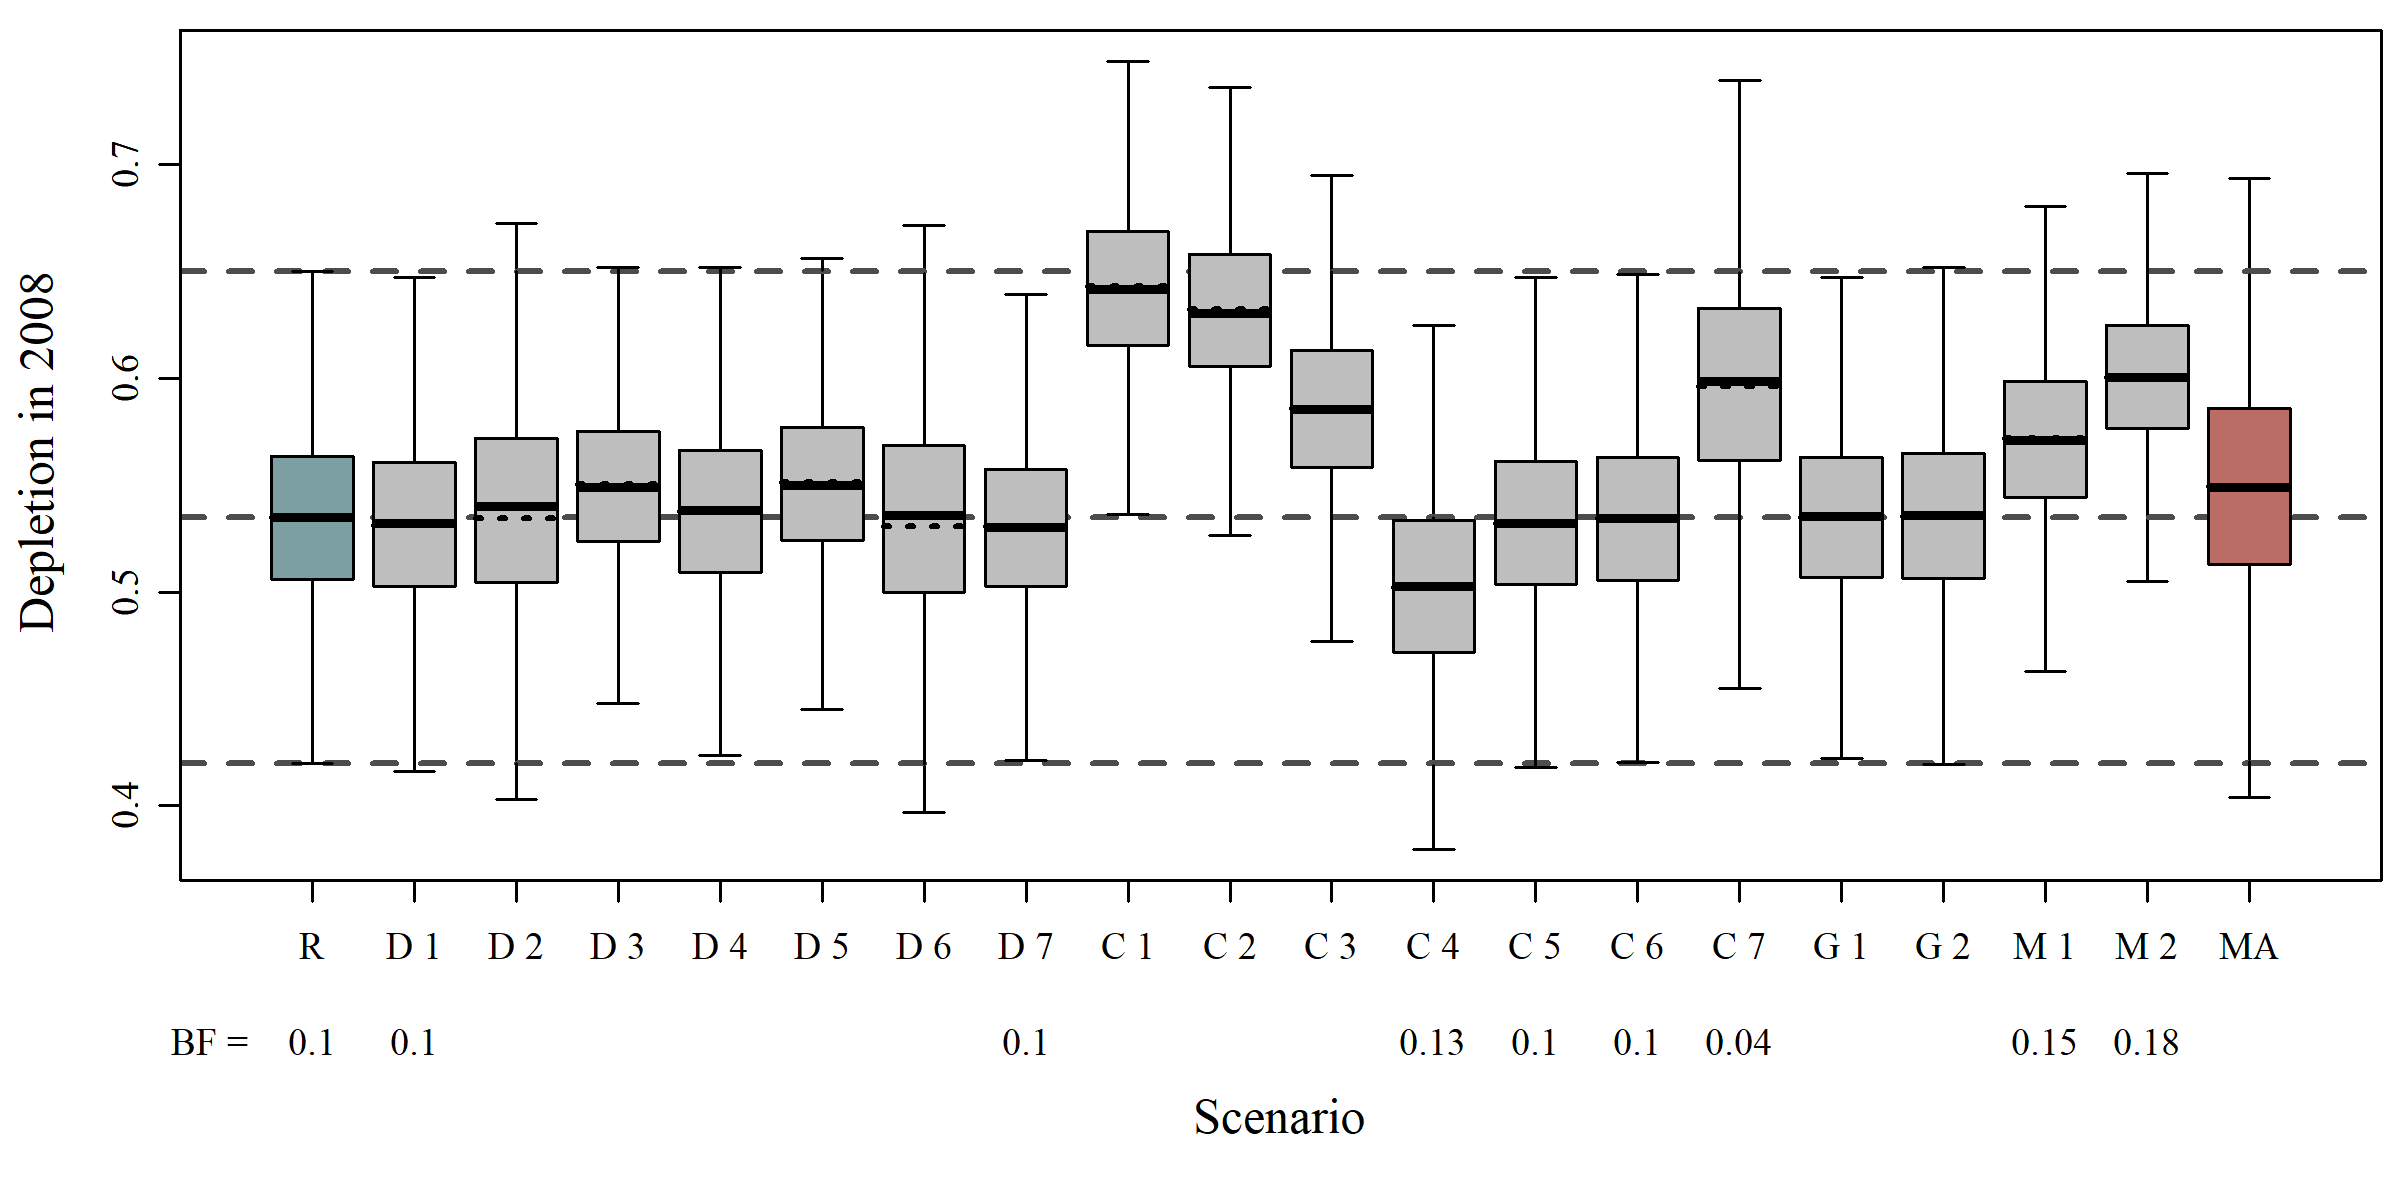 Depletion in 2008
0.7
0.6
0.5
0.4
R D 1 D 2 D 3 D 4 D 5 D 6 D 7 C 1 C 2 C 3 C 4 C 5 C 6 C 7 G 1 G 2 M 1 M 2 MA
BF = 0.1 0.1 0.1 0.13 0.1 0.1 0.04 0.15 0.18
Scenario